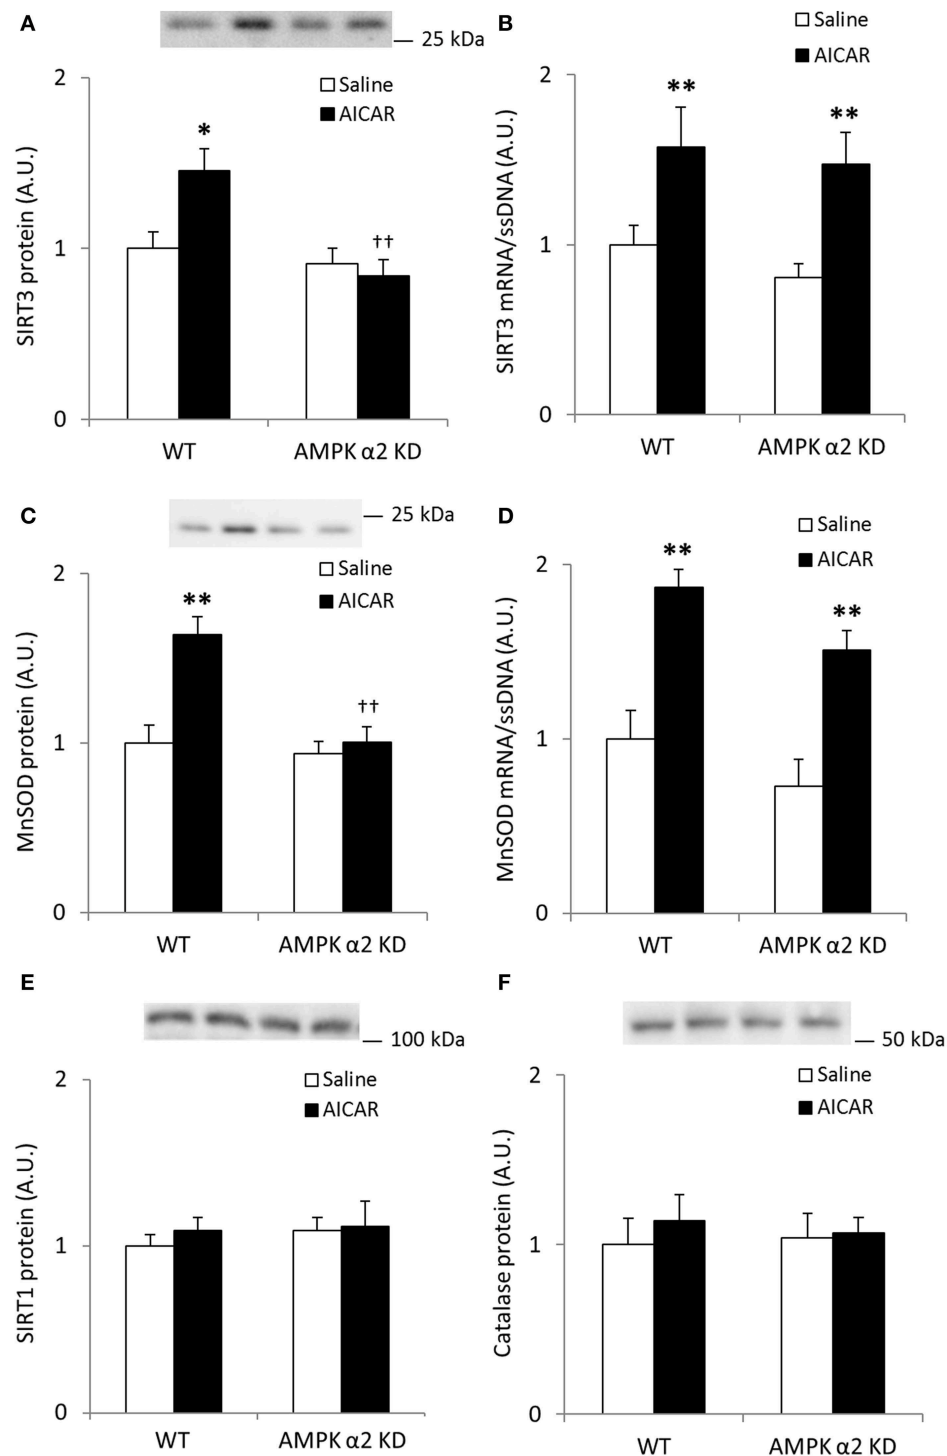 A
— 25 kDa
Saline
AICAR
SIRT3 protein (A.U.)
2
*
1
††
0
WT
AMPK α2 KD
B
Saline
AICAR
SIRT3 mRNA/ssDNA (A.U.)
2
**
**
1
0
WT
AMPK α2 KD
C
— 25 kDa
Saline
AICAR
MnSOD protein (A.U.)
2
**
1
††
0
WT
AMPK α2 KD
D
Saline
AICAR
MnSOD mRNA/ssDNA (A.U.)
2
**
**
1
0
WT
AMPK α2 KD
E
— 100 kDa
Saline
AICAR
SIRT1 protein (A.U.)
2
1
0
WT
AMPK α2 KD
F
— 50 kDa
Saline
AICAR
Catalase protein (A.U.)
2
1
0
WT
AMPK α2 KD